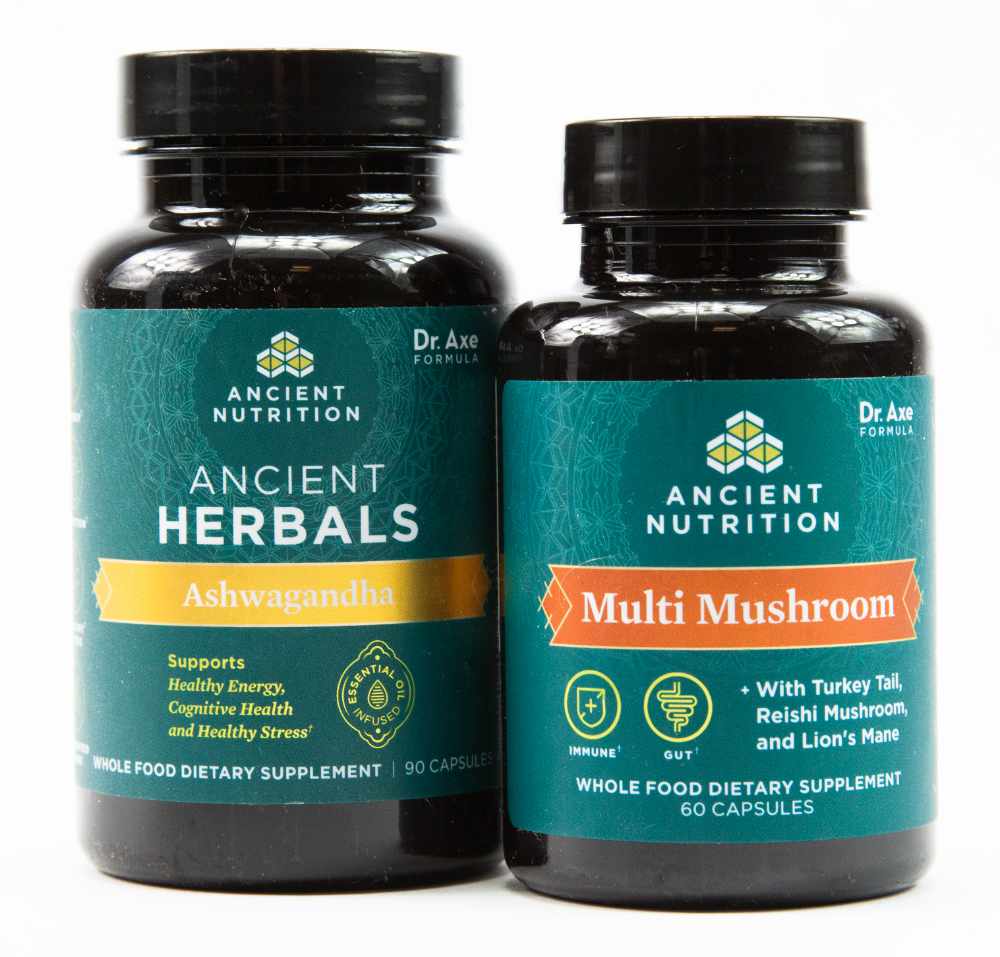 Dr. Axe
FORMULA
ANCIENT
NUTRITION
ANCIENT
HERBALS
Ashwagandha
Supports
Healthy Energy,
Cognitive Health
and Healthy Stress†
ESSENTIAL OIL
INFUSED
WHOLE FOOD DIETARY SUPPLEMENT | 90 CAPSULES
Dr. Axe
FORMULA
ANCIENT
NUTRITION
Multi Mushroom
+ With Turkey Tail,
Reishi Mushroom,
and Lion's Mane
IMMUNE†
GUT†
WHOLE FOOD DIETARY SUPPLEMENT
60 CAPSULES